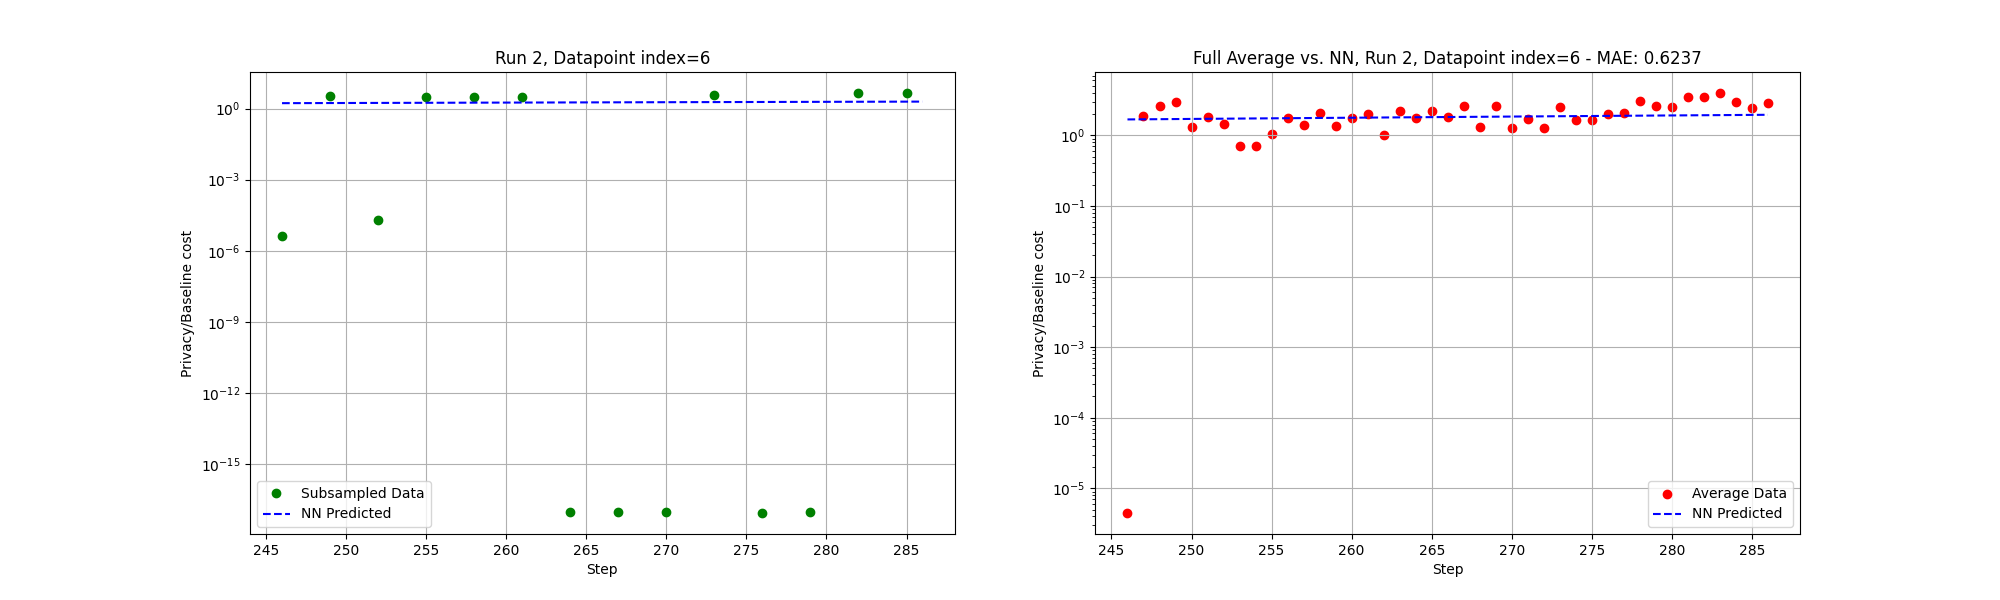 Run 2, Datapoint index=6
Privacy/Baseline cost
10^0
10^-3
10^-6
10^-9
10^-12
10^-15
Subsampled Data
NN Predicted
245 250 255 260 265 270 275 280 285
Step
Full Average vs. NN, Run 2, Datapoint index=6 - MAE: 0.6237
Privacy/Baseline cost
10^0
10^-1
10^-2
10^-3
10^-4
10^-5
Average Data
NN Predicted
245 250 255 260 265 270 275 280 285
Step